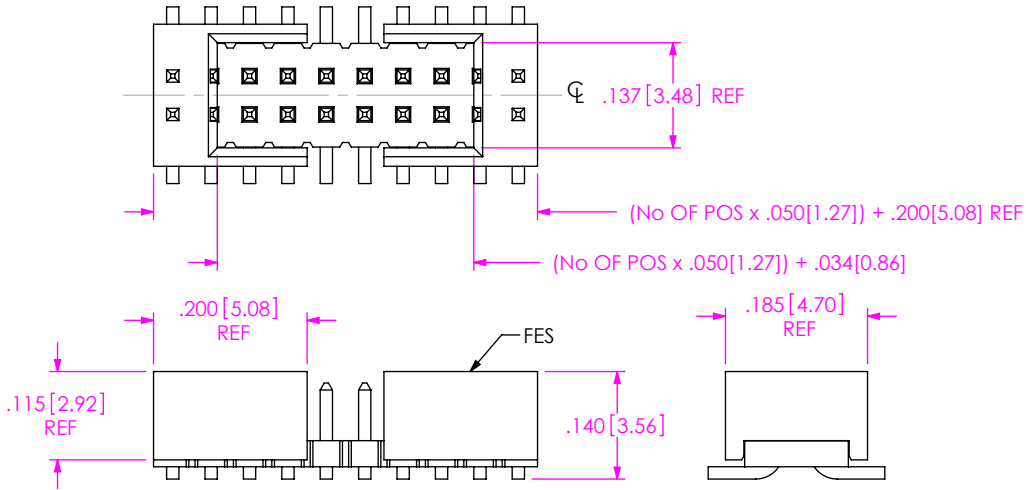 ℄ .137[3.48] REF
(No OF POS x .050[1.27]) + .200[5.08] REF
(No OF POS x .050[1.27]) + .034[0.86]
.200[5.08]
REF
FES
.185[4.70]
REF
.115[2.92]
REF
.140[3.56]